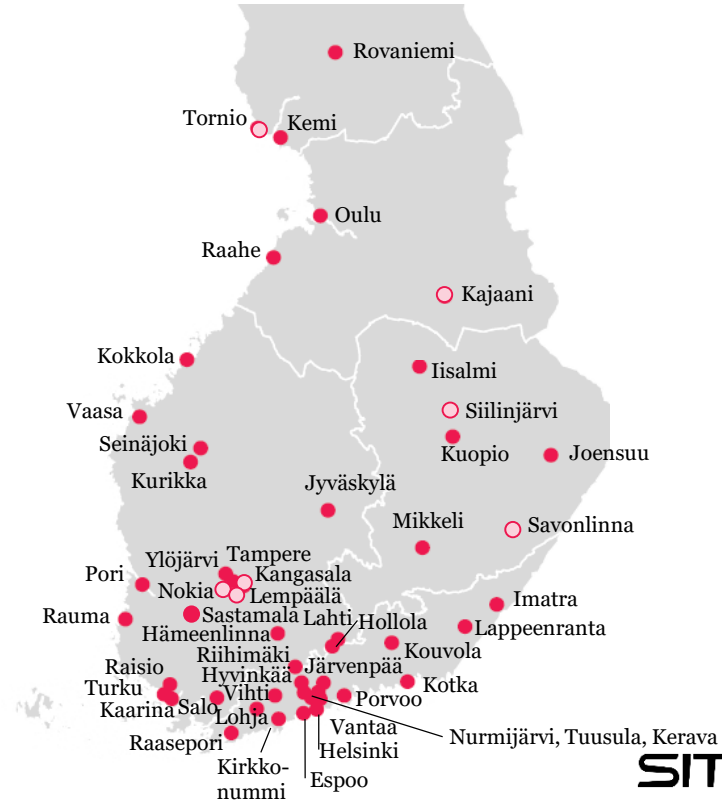 Rovaniemi
Tornio
Kemi
Oulu
Raahe
Kajaani
Kokkola
Iisalmi
Vaasa
Siilinjärvi
Seinäjoki
Kuopio
Joensuu
Kurikka
Jyväskylä
Mikkeli
Savonlinna
Ylöjärvi
Tampere
Pori
Kangasala
Nokia
Lempäälä
Imatra
Rauma
Sastamala
Lahti
Hollola
Lappeenranta
Hämeenlinna
Kouvola
Riihimäki
Raisio
Järvenpää
Hyvinkää
Kotka
Turku
Vihti
Porvoo
Kaarina
Salo
Lohja
Vantaa
Nurmijärvi, Tuusula, Kerava
Raasepori
Helsinki
Kirkko-
nummi
Espoo
SIT